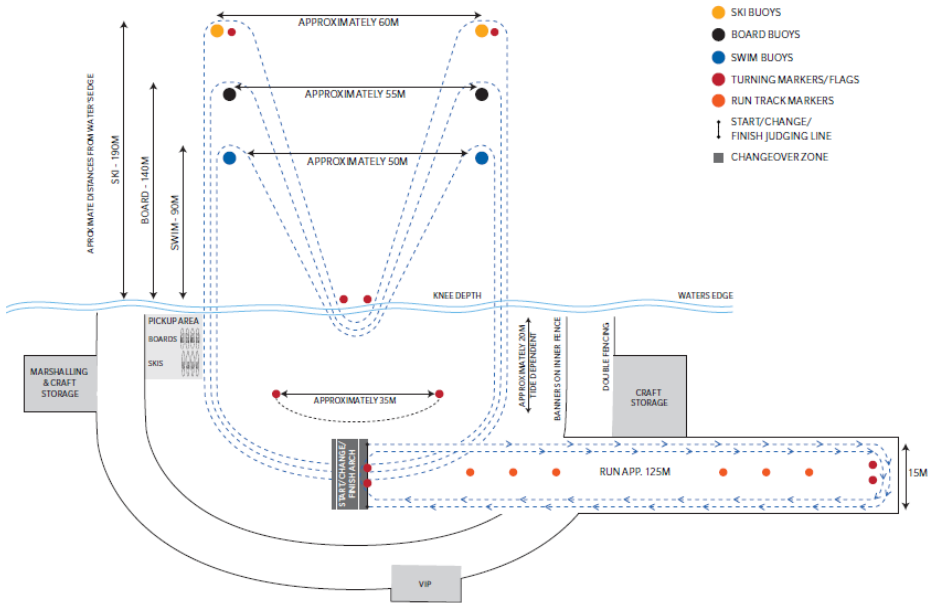 APPROXIMATELY 60M
SKI BUOYS
BOARD BUOYS
SWIM BUOYS
TURNING MARKERS/FLAGS
RUN TRACK MARKERS
START/CHANGE/
FINISH JUDGING LINE
CHANGEOVER ZONE
APPROXIMATELY 55M
APPROXIMATELY 50M
APROXIMATE DISTANCES FROM WATER'S EDGE
SKI - 190M
BOARD - 140M
SWIM - 90M
KNEE DEPTH
WATERS EDGE
PICKUP AREA
BOARDS
SKIS
MARSHALLING
& CRAFT
STORAGE
APPROXIMATELY 35M
APPROXIMATELY 20M
TIDE DEPENDENT
BANNERS ON INNER FENCE
DOUBLE FENCING
CRAFT
STORAGE
START/CHANGE/
FINISH ARCH
RUN APP. 125M
15M
VIP